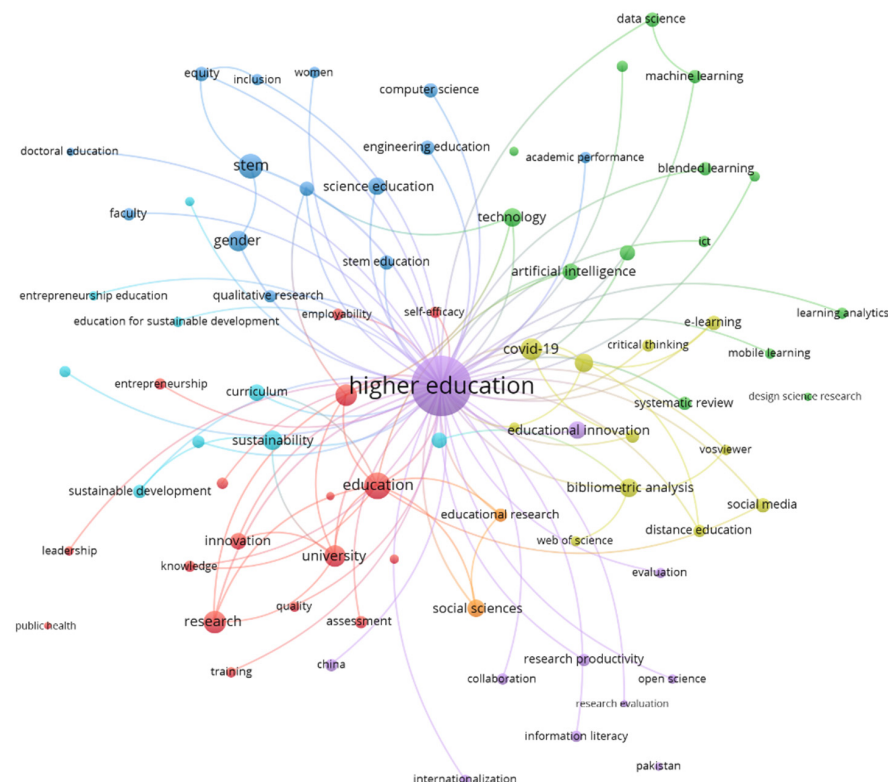 data science
equity
inclusion
women
machine learning
computer science
doctoral education
engineering education
academic performance
stem
blended learning
science education
faculty
technology
gender
ict
stem education
artificial intelligence
entrepreneurship education
qualitative research
employability
self-efficacy
learning analytics
education for sustainable development
e-learning
covid-19
critical thinking
mobile learning
entrepreneurship
curriculum
higher education
systematic review
design science research
sustainability
educational innovation
vosviewer
sustainable development
education
bibliometric analysis
educational research
social media
distance education
leadership
innovation
knowledge
university
web of science
evaluation
public health
research
quality
assessment
social sciences
training
china
research productivity
collaboration
open science
research evaluation
information literacy
pakistan
internationalization